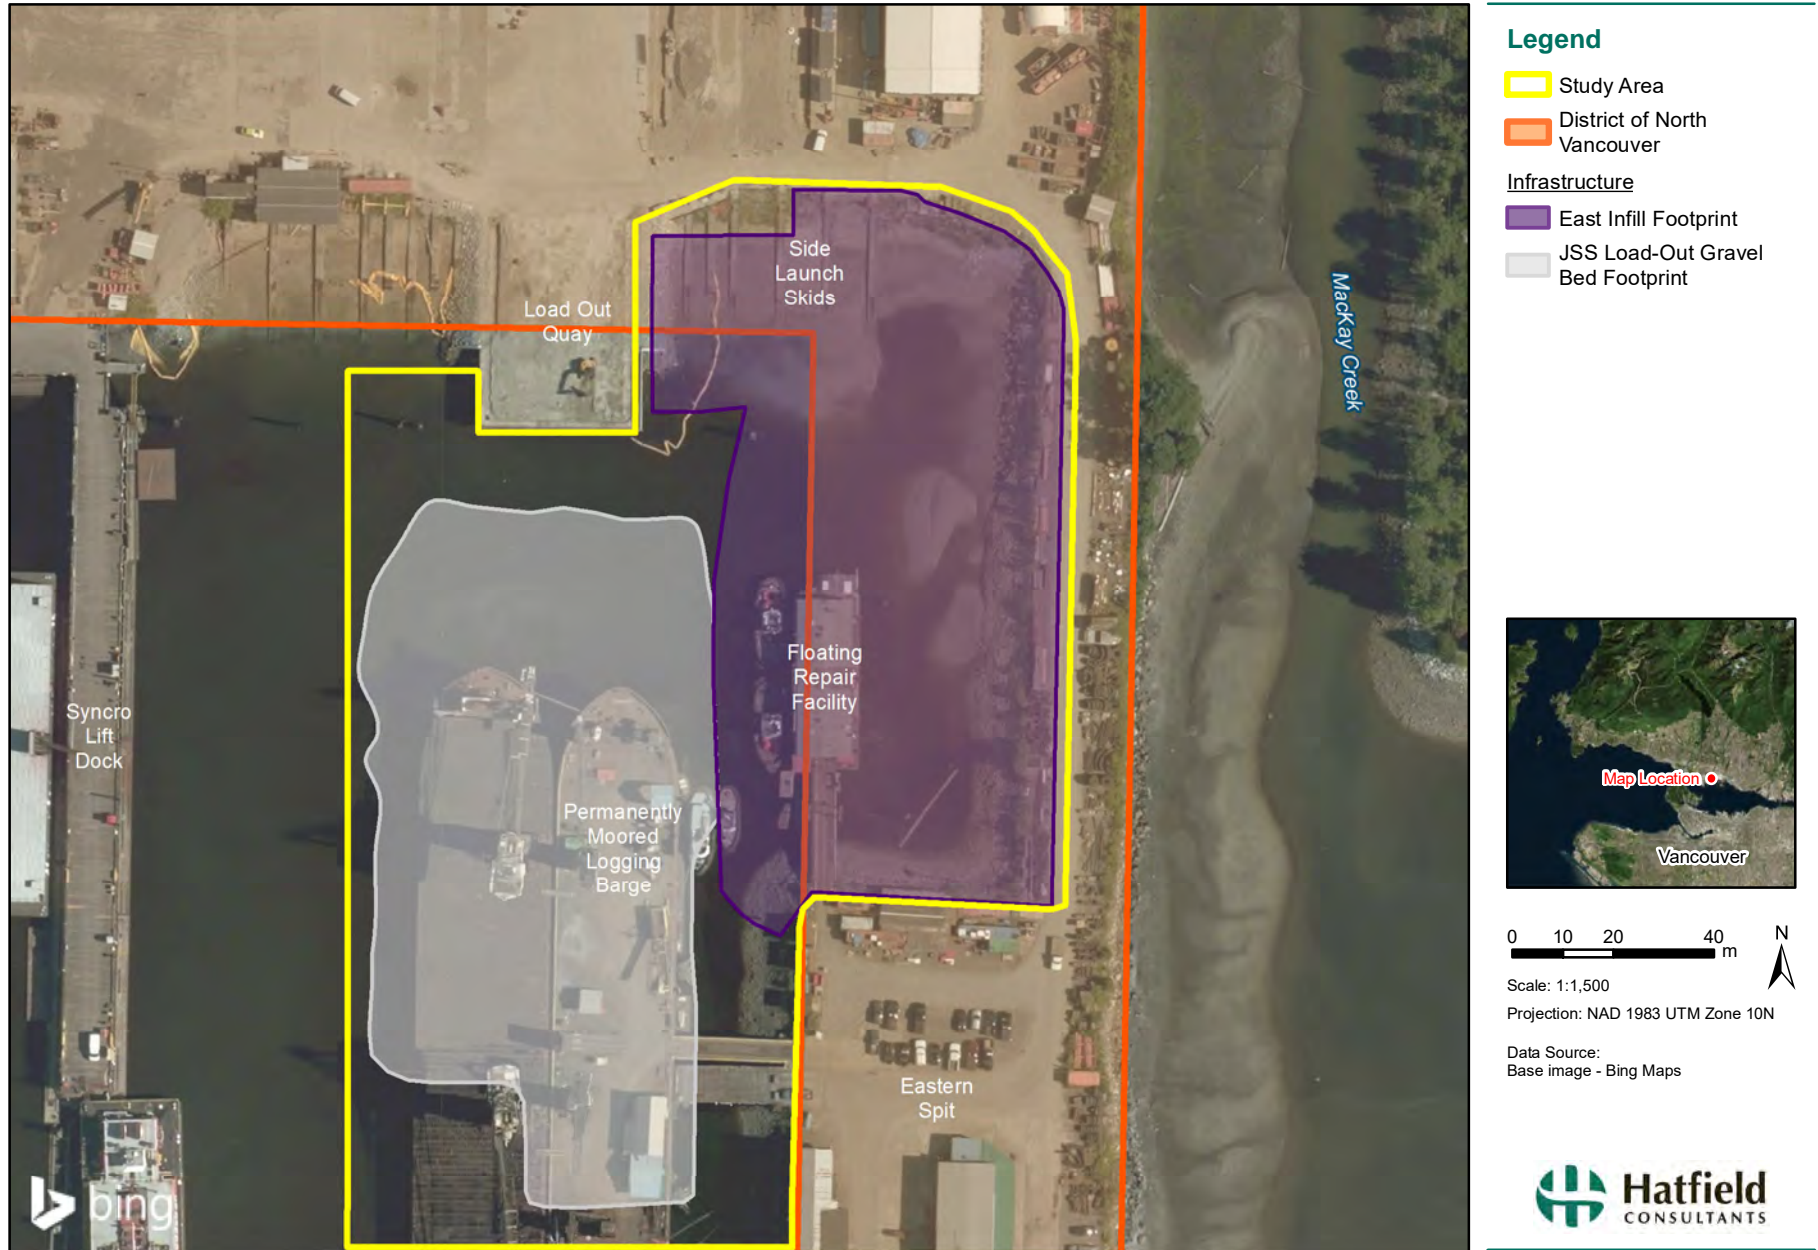 Side
Launch
Skids
Load Out
Quay
MacKay Creek
Floating
Repair
Facility
Syncro
Lift
Dock
Permanently
Moored
Logging
Barge
Eastern
Spit
bing
Legend
Study Area
District of North
Vancouver
Infrastructure
East Infill Footprint
JSS Load-Out Gravel
Bed Footprint
Map Location
Vancouver
0 10 20 40
m
N
Scale: 1:1,500
Projection: NAD 1983 UTM Zone 10N
Data Source:
Base image - Bing Maps
Hatfield
CONSULTANTS